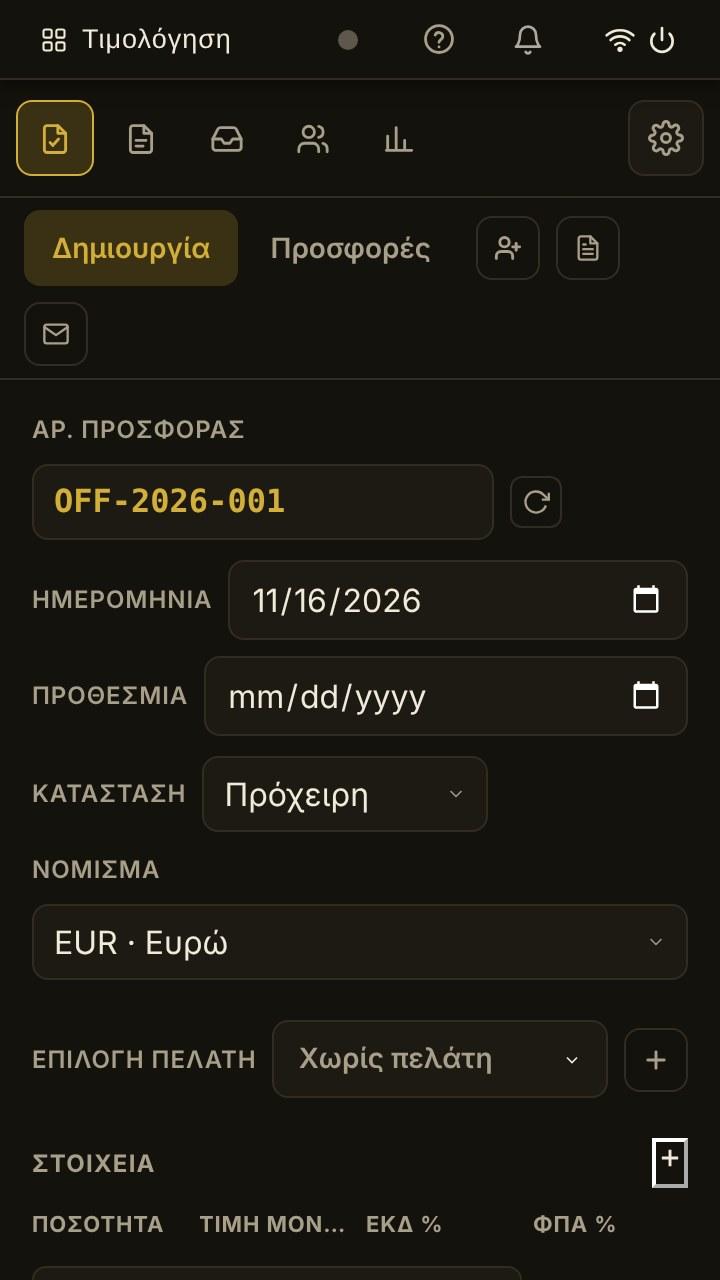 Τιμολόγηση
Δημιουργία Προσφορές
ΑΡ. ΠΡΟΣΦΟΡΑΣ
OFF-2026-001
ΗΜΕΡΟΜΗΝΙΑ 11/16/2026
ΠΡΟΘΕΣΜΙΑ mm/dd/yyyy
ΚΑΤΑΣΤΑΣΗ Πρόχειρη
ΝΟΜΙΣΜΑ
EUR · Ευρώ
ΕΠΙΛΟΓΗ ΠΕΛΑΤΗ Χωρίς πελάτη +
ΣΤΟΙΧΕΙΑ +
ΠΟΣΟΤΗΤΑ ΤΙΜΗ ΜΟΝ... ΕΚΔ % ΦΠΑ %